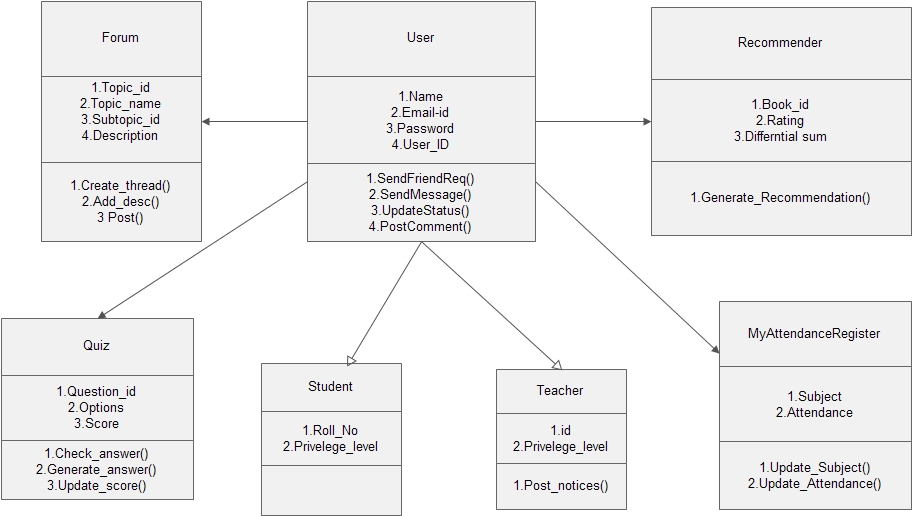 Forum
1.Topic_id
2.Topic_name
3.Subtopic_id
4.Description
1.Create_thread()
2.Add_desc()
3 Post()
User
1.Name
2.Email-id
3.Password
4.User_ID
1.SendFriendReq()
2.SendMessage()
3.UpdateStatus()
4.PostComment()
Recommender
1.Book_id
2.Rating
3.Differntial sum
1.Generate_Recommendation()
Quiz
1.Question_id
2.Options
3.Score
1.Check_answer()
2.Generate_answer()
3.Update_score()
Student
1.Roll_No
2.Privelege_level
Teacher
1.id
2.Privelege_level
1.Post_notices()
MyAttendanceRegister
1.Subject
2.Attendance
1.Update_Subject()
2.Update_Attendance()